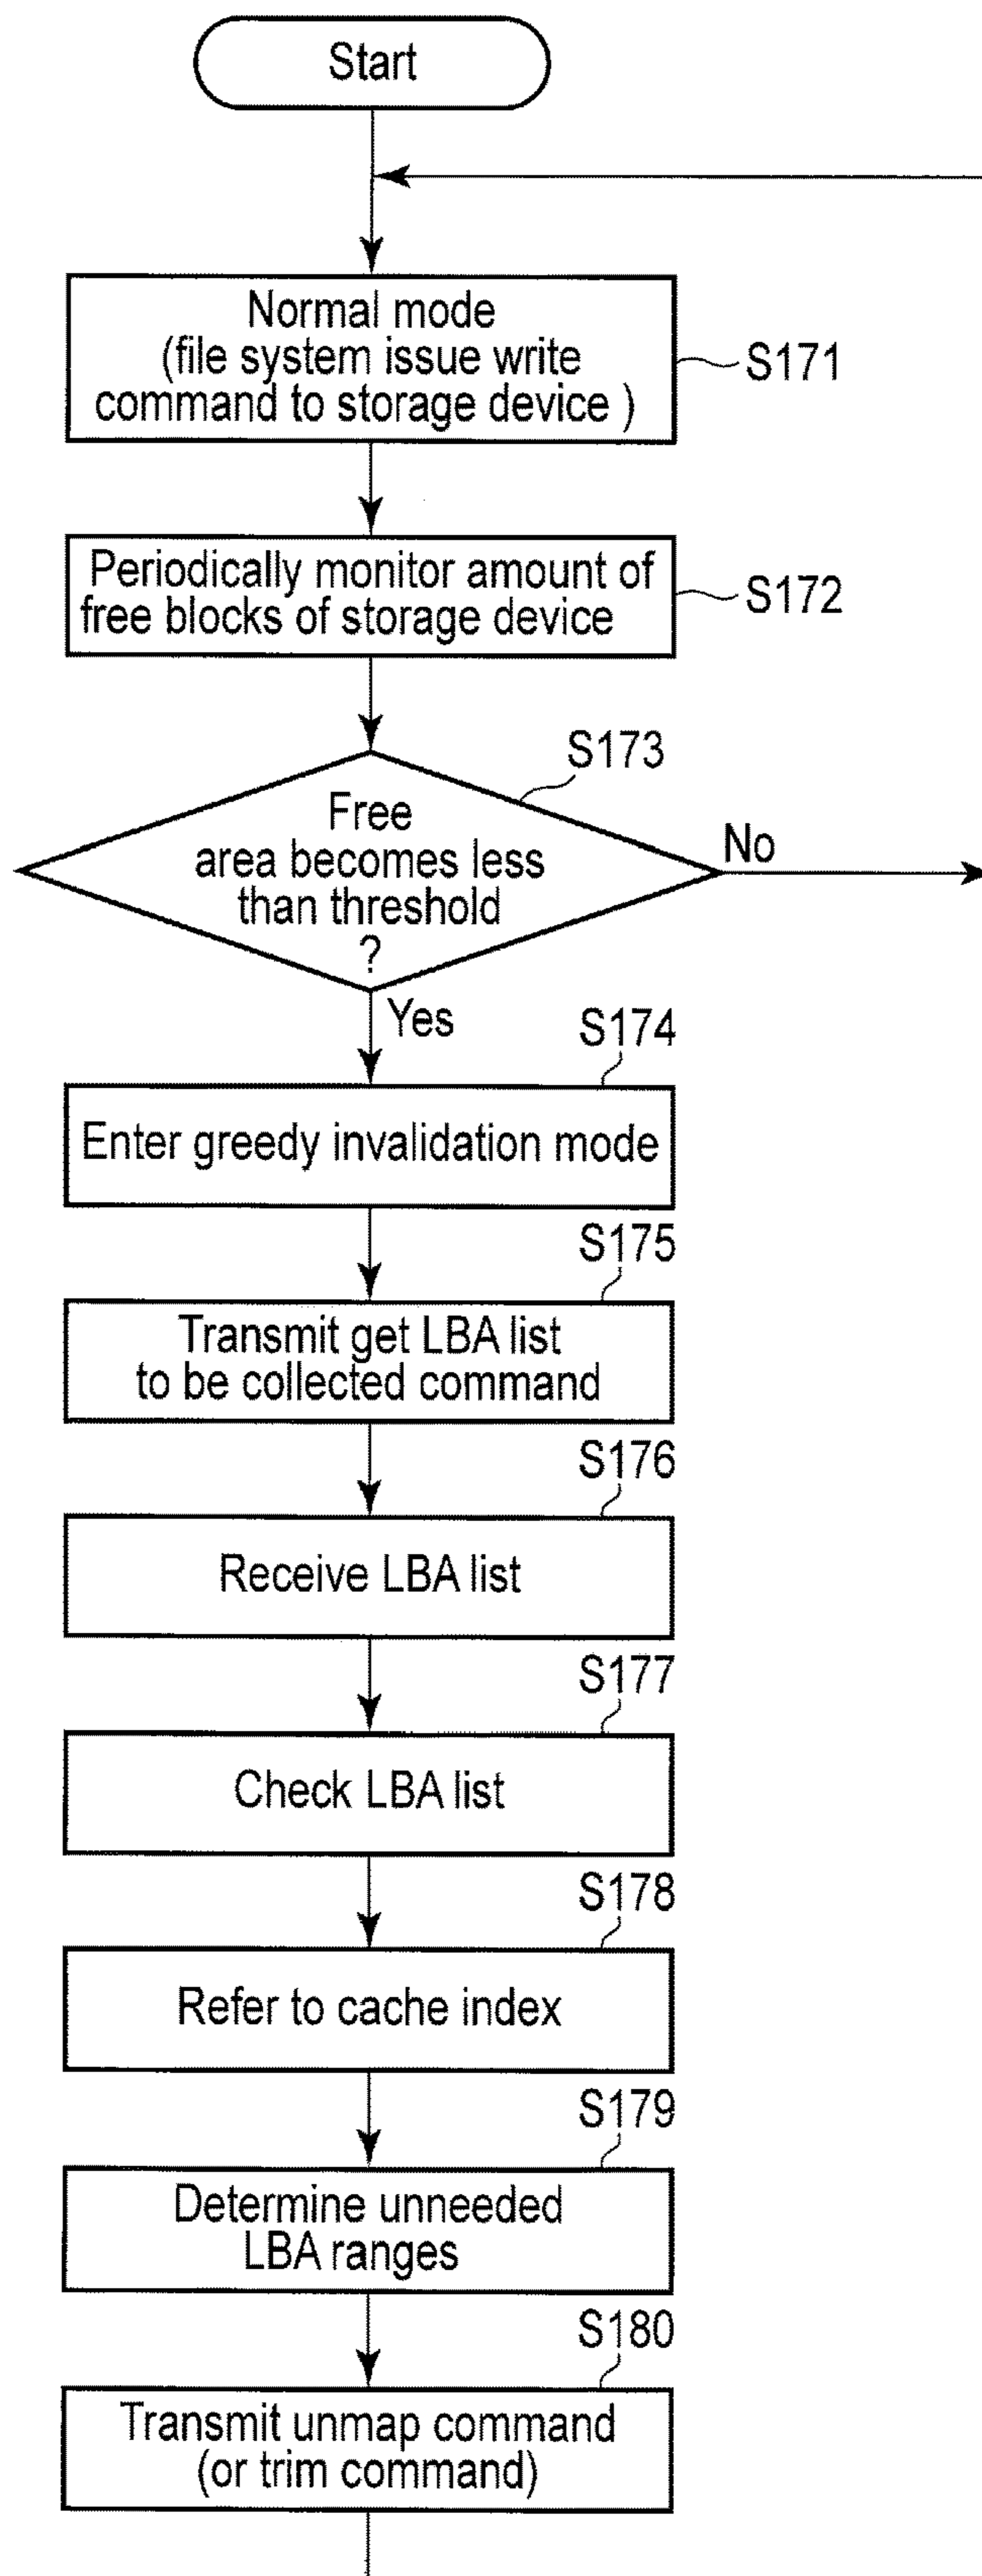 Start
Normal mode
(file system issue write
command to storage device )
S171
Periodically monitor amount of
free blocks of storage device
S172
S173
Free
area becomes less
than threshold
?
No
Yes
S174
Enter greedy invalidation mode
S175
Transmit get LBA list
to be collected command
S176
Receive LBA list
S177
Check LBA list
S178
Refer to cache index
S179
Determine unneeded
LBA ranges
S180
Transmit unmap command
(or trim command)